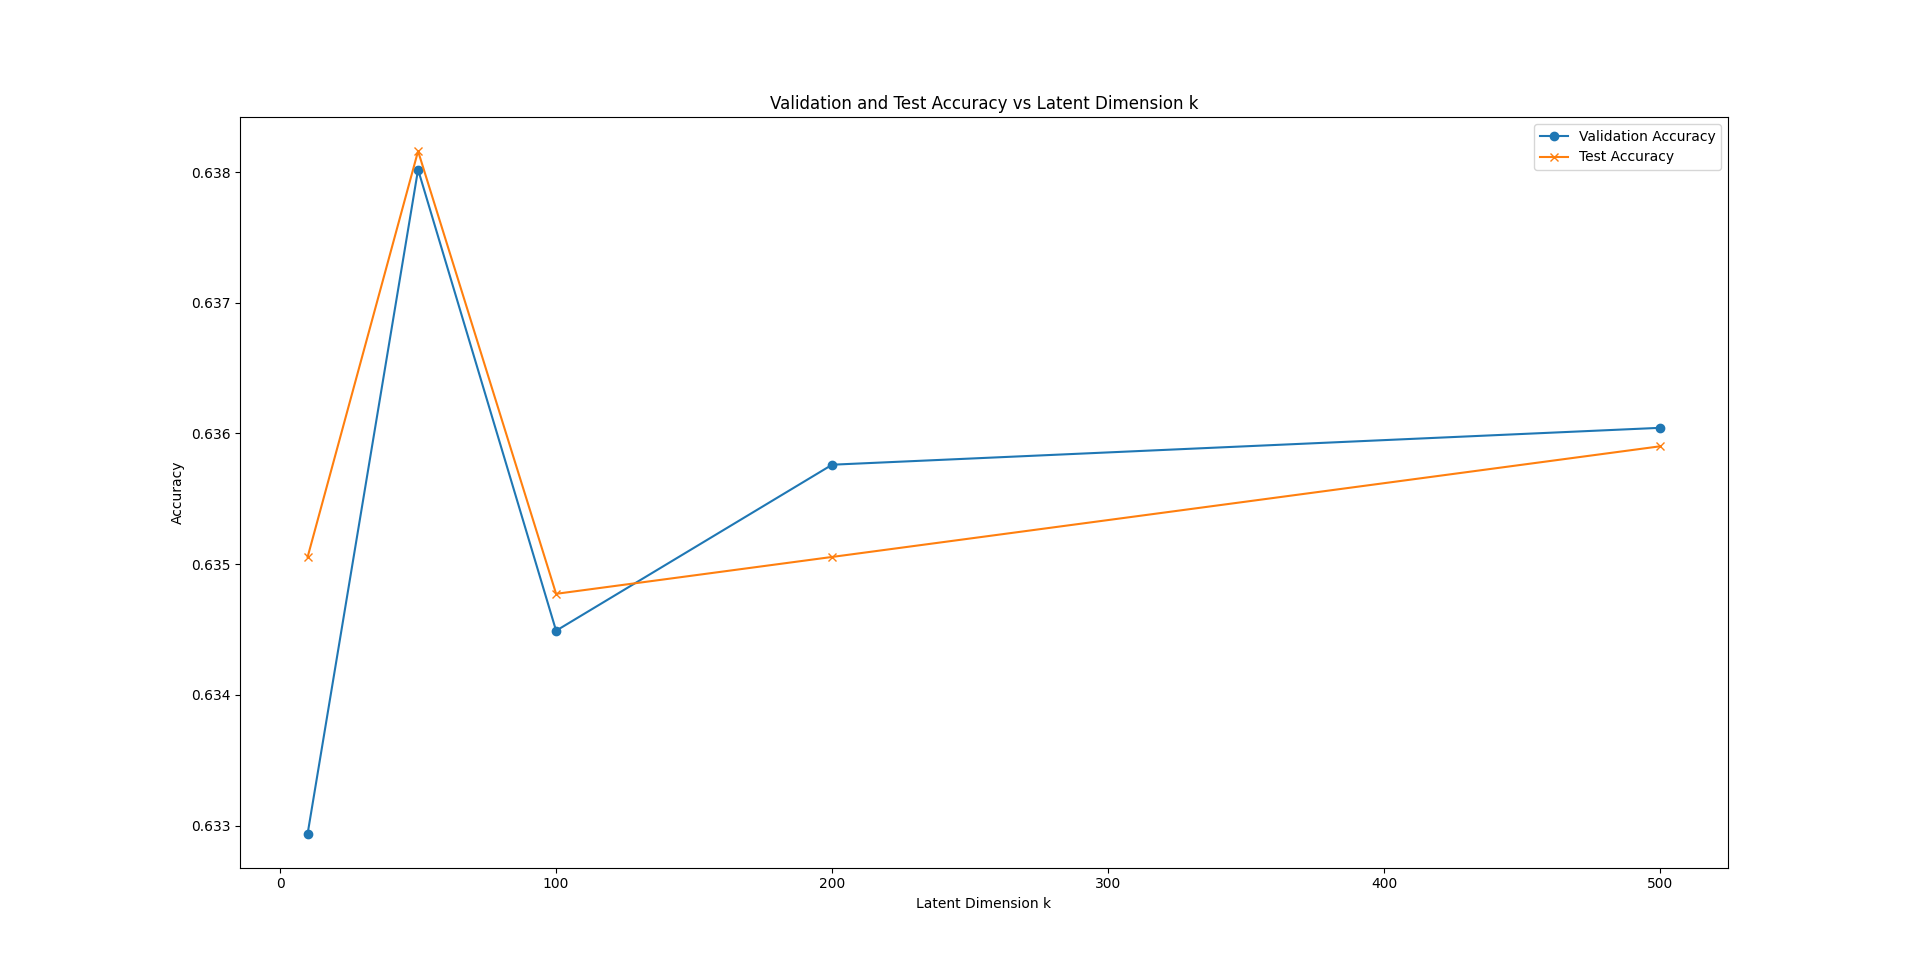 Validation and Test Accuracy vs Latent Dimension k
Validation Accuracy
Test Accuracy
0.638
0.637
0.636
0.635
0.634
0.633
Accuracy
0 100 200 300 400 500
Latent Dimension k